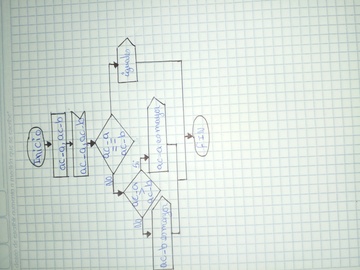 Inicio
ac-a, ac-b
ac-a, ac-b
ac-a
==
ac-b
No
iguales
ac-a
>
ac-b
No
Si
ac-b es mayor
ac-a es mayor
Fin